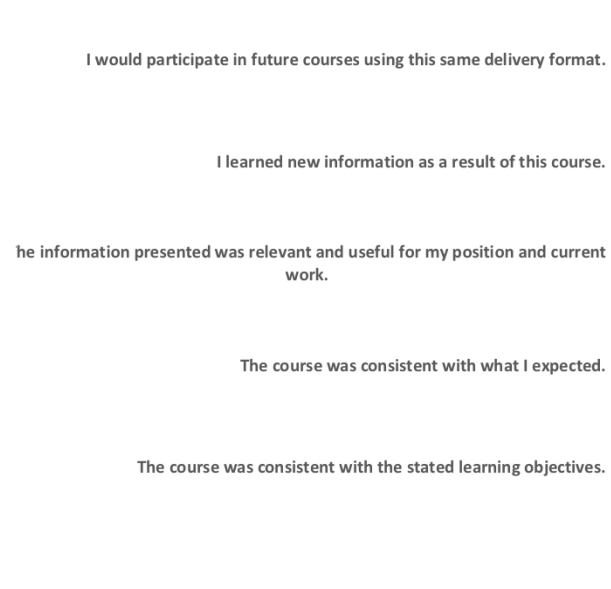 I would participate in future courses using this same delivery format.
I learned new information as a result of this course.
he information presented was relevant and useful for my position and current
work.
The course was consistent with what I expected.
The course was consistent with the stated learning objectives.